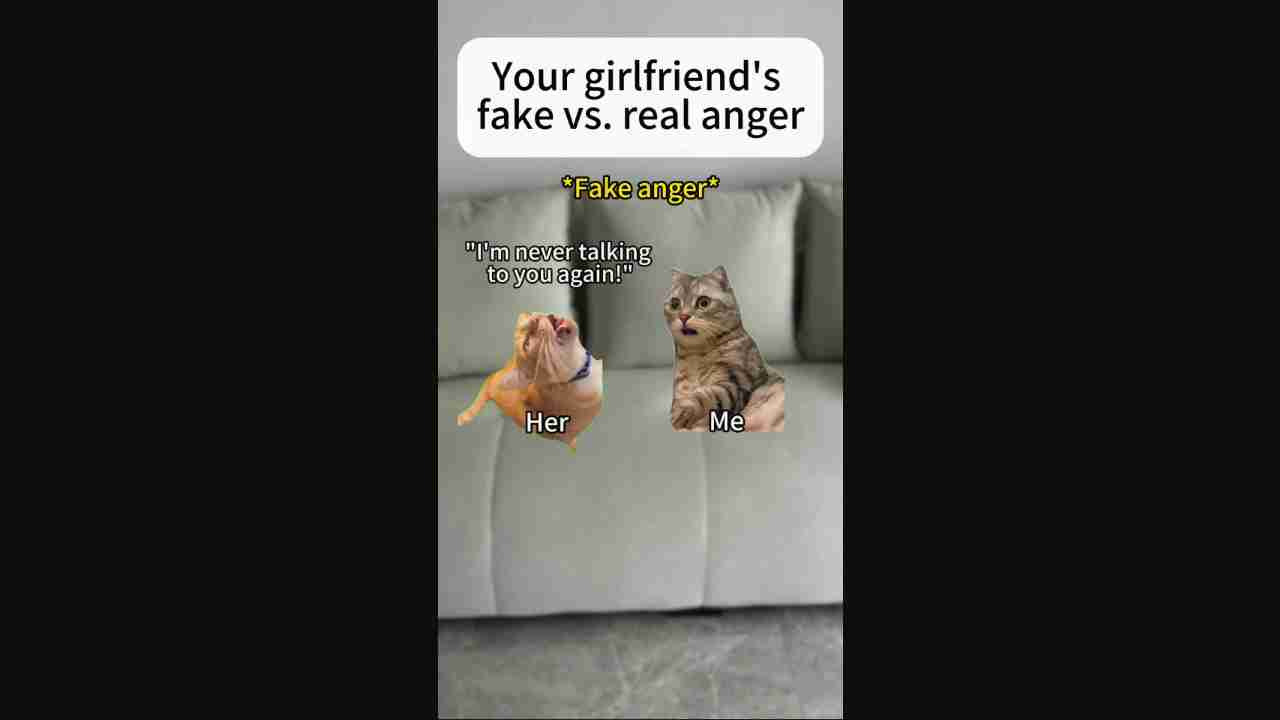 Your girlfriend's
fake vs. real anger
*Fake anger*
"I'm never talking
to you again!"
Her
Me